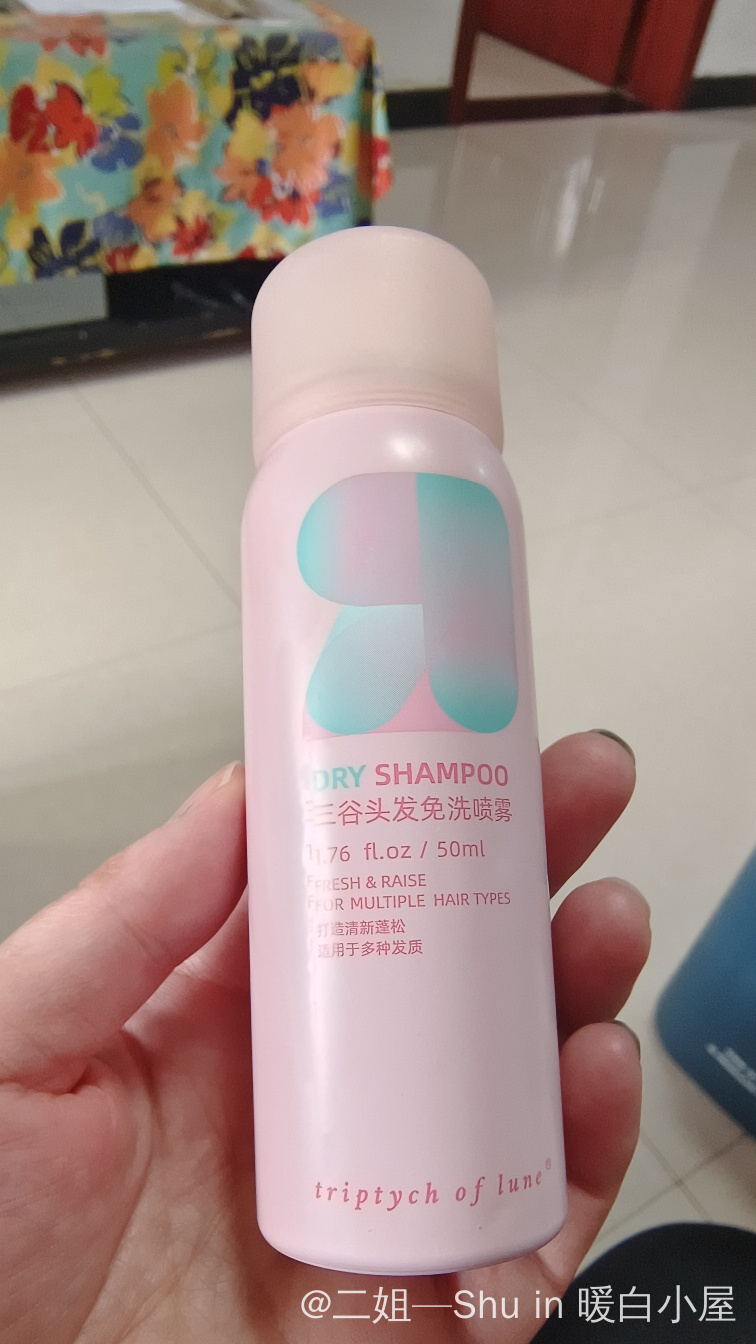 DRY SHAMPOO
三谷头发免洗喷雾
1.76 fl.oz / 50ml
FRESH & RAISE
FOR MULTIPLE HAIR TYPES
打造清新蓬松
适用于多种发质
triptych of lune®
@二姐—Shu in 暖白小屋